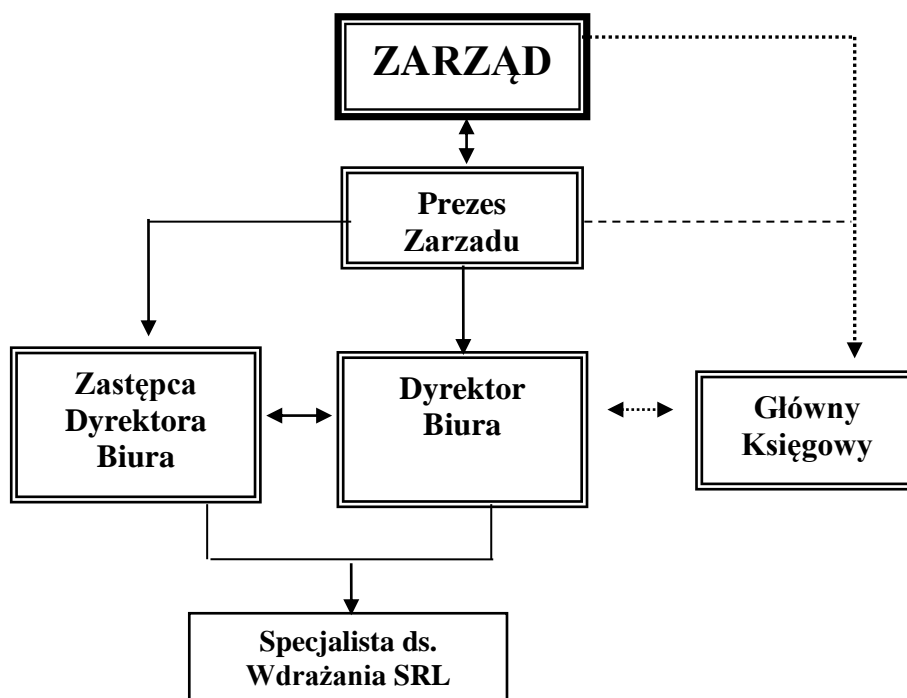 ZARZĄD
Prezes
Zarzadu
Zastępca
Dyrektora
Biura
Dyrektor
Biura
Główny
Księgowy
Specjalista ds.
Wdrażania SRL